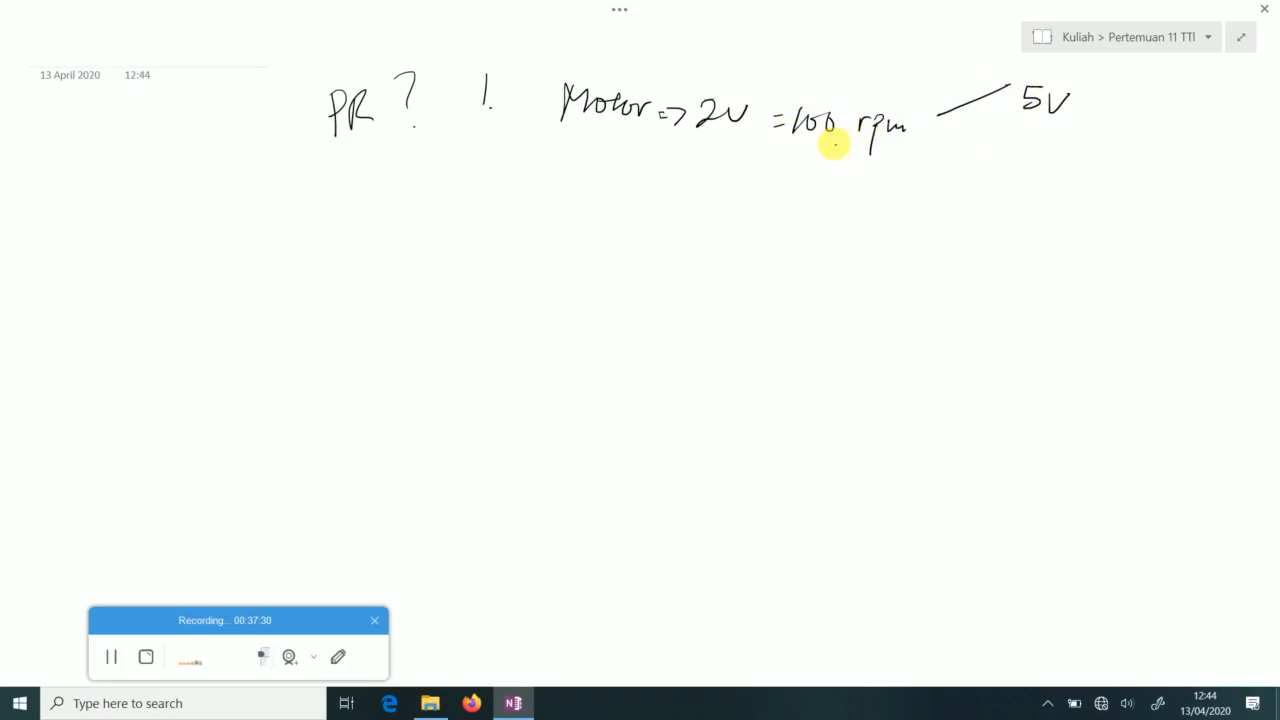 Kuliah > Pertemuan 11 TTI
13 April 2020 12:44
PR ? ! Motor => 2V = 100 rpm 5V
Recording... 00:37:30
Type here to search
12:44
13/04/2020